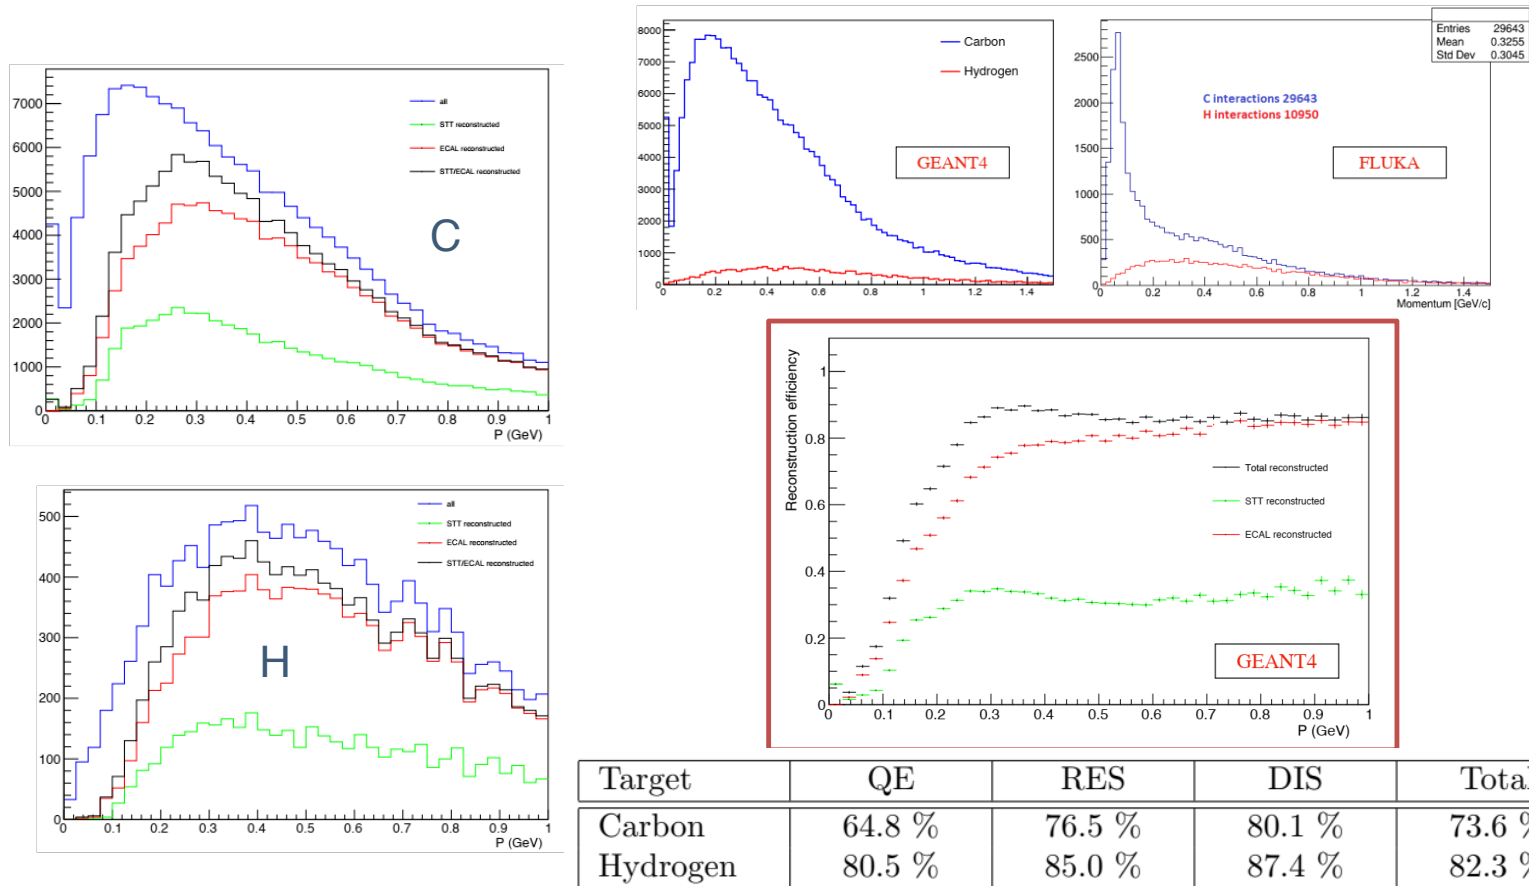 7000
6000
5000
4000
3000
2000
1000
0
all
STT reconstructed
ECAL reconstructed
STT/ECAL reconstructed
C
0 0.1 0.2 0.3 0.4 0.5 0.6 0.7 0.8 0.9 1
P (GeV)
8000
7000
6000
5000
4000
3000
2000
1000
0
Carbon
Hydrogen
GEANT4
0 0.2 0.4 0.6 0.8 1 1.2 1.4
Entries 29643
Mean 0.3255
Std Dev 0.3045
2500
2000
1500
1000
500
0
C interactions 29643
H interactions 10950
FLUKA
0 0.2 0.4 0.6 0.8 1.0 1.2 1.4
Momentum [GeV/c]
500
400
300
200
100
0
all
STT reconstructed
ECAL reconstructed
STT/ECAL reconstructed
H
0 0.1 0.2 0.3 0.4 0.5 0.6 0.7 0.8 0.9 1
P (GeV)
Reconstruction efficiency
1
0.8
0.6
0.4
0.2
0
Total reconstructed
STT reconstructed
ECAL reconstructed
GEANT4
0 0.1 0.2 0.3 0.4 0.5 0.6 0.7 0.8 0.9 1
P (GeV)
Target QE RES DIS Total
Carbon 64.8 % 76.5 % 80.1 % 73.6 %
Hydrogen 80.5 % 85.0 % 87.4 % 82.3 %